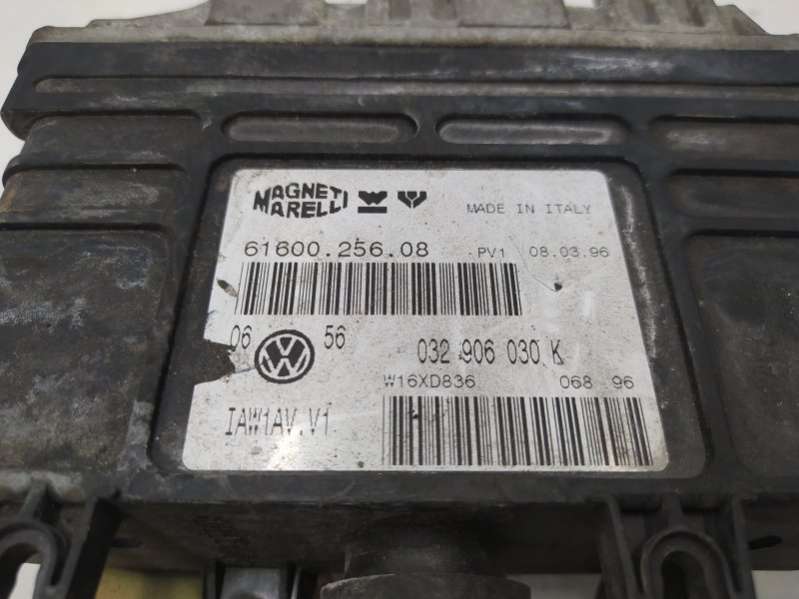 MAGNETI
MARELLI
MADE IN ITALY
61600.256.08 PV1 08.03.96
06 56
032 906 030 K
W16XD836 068 96
IAW1AV.V1